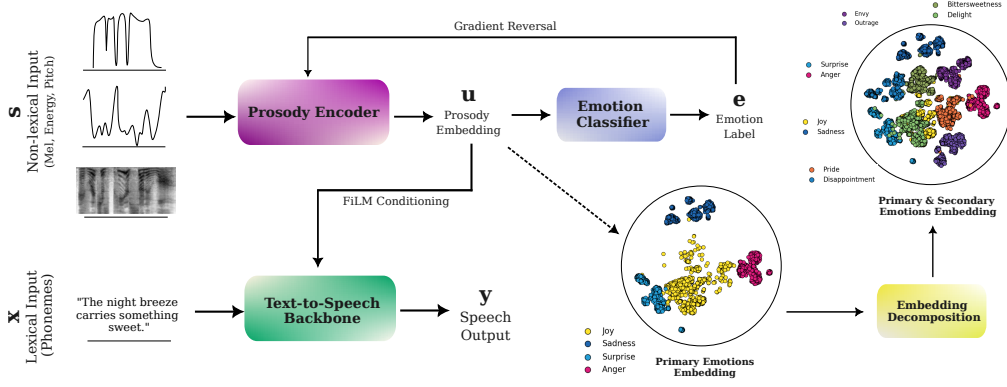 s
Non-lexical Input
(Mel, Energy, Pitch)
Gradient Reversal
Prosody Encoder
u
Prosody
Embedding
Emotion
Classifier
e
Emotion
Label
FiLM Conditioning
x
Lexical Input
(Phonemes)
"The night breeze
carries something
sweet."
Text-to-Speech
Backbone
y
Speech
Output
Joy
Sadness
Surprise
Anger
Primary Emotions
Embedding
Embedding
Decomposition
Envy
Outrage
Bittersweetness
Delight
Surprise
Anger
Joy
Sadness
Pride
Disappointment
Primary & Secondary
Emotions Embedding